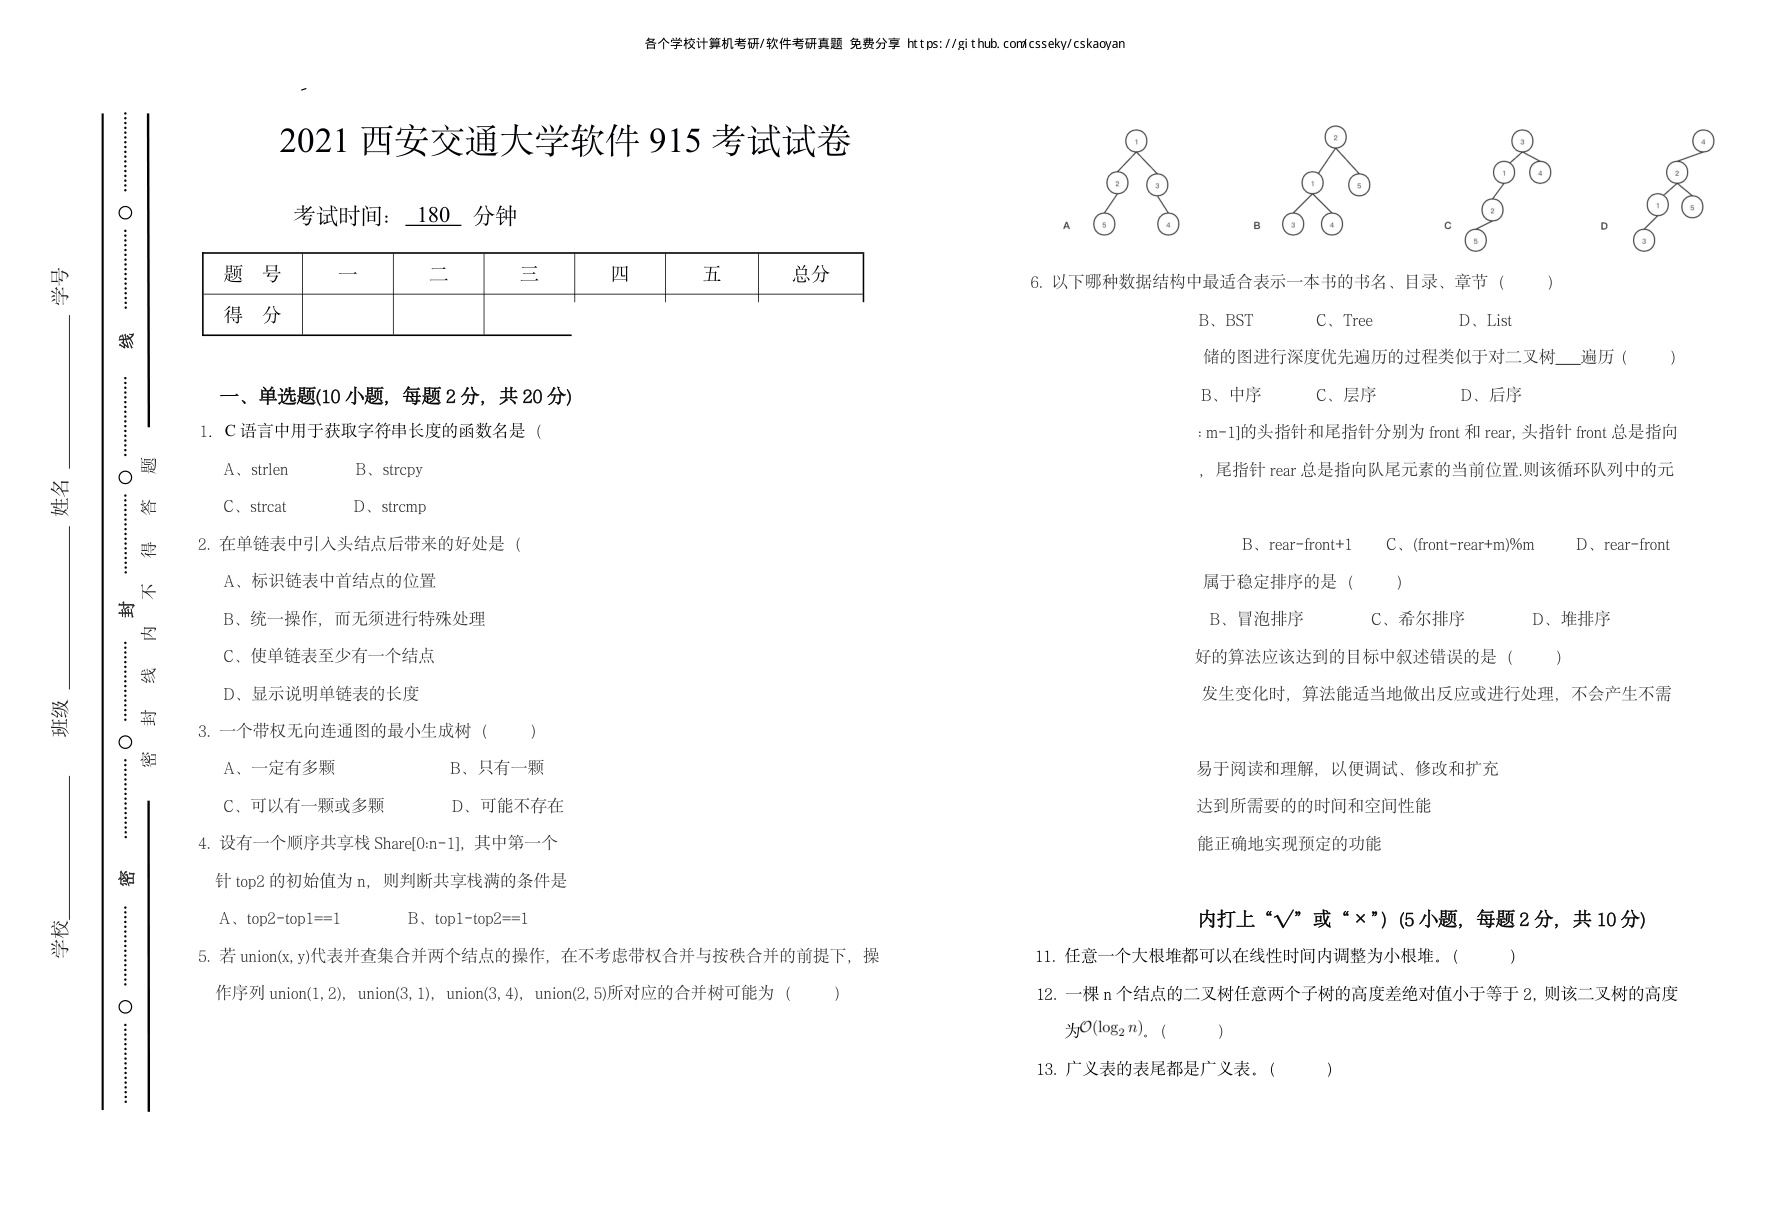 各个学校计算机考研/软件考研真题 免费分享 https://github.com/csseky/cskaoyan
学号
姓名
班级
学校
线
封
密
密 封 线 内 不 得 答 题
2021 西安交通大学软件 915 考试试卷
考试时间： 180 分钟
题 号 一 二 三 四 五 总分
得 分
一、单选题(10 小题，每题 2 分，共 20 分)
1. C 语言中用于获取字符串长度的函数名是（
A、strlen B、strcpy
C、strcat D、strcmp
2. 在单链表中引入头结点后带来的好处是（
A、标识链表中首结点的位置
B、统一操作，而无须进行特殊处理
C、使单链表至少有一个结点
D、显示说明单链表的长度
3. 一个带权无向连通图的最小生成树（ ）
A、一定有多颗 B、只有一颗
C、可以有一颗或多颗 D、可能不存在
4. 设有一个顺序共享栈 Share[0:n-1]，其中第一个
针 top2 的初始值为 n，则判断共享栈满的条件是
A、top2-top1==1 B、top1-top2==1
5. 若 union(x, y)代表并查集合并两个结点的操作，在不考虑带权合并与按秩合并的前提下，操
作序列 union(1, 2)，union(3, 1)，union(3, 4)，union(2, 5)所对应的合并树可能为（ ）
A 1 2 3 5 4
B 2 1 5 3 4
C 3 1 4 2 5
D 4 2 1 5 3
6. 以下哪种数据结构中最适合表示一本书的书名、目录、章节（ ）
B、BST C、Tree D、List
储的图进行深度优先遍历的过程类似于对二叉树___遍历（ ）
B、中序 C、层序 D、后序
: m-1]的头指针和尾指针分别为 front 和 rear, 头指针 front 总是指向
，尾指针 rear 总是指向队尾元素的当前位置.则该循环队列中的元
B、rear-front+1 C、(front-rear+m)%m D、rear-front
属于稳定排序的是（ ）
B、冒泡排序 C、希尔排序 D、堆排序
好的算法应该达到的目标中叙述错误的是（ ）
发生变化时，算法能适当地做出反应或进行处理，不会产生不需
易于阅读和理解，以便调试、修改和扩充
达到所需要的的时间和空间性能
能正确地实现预定的功能
内打上“√”或“×”）(5 小题，每题 2 分，共 10 分)
11. 任意一个大根堆都可以在线性时间内调整为小根堆。（ ）
12. 一棵 n 个结点的二叉树任意两个子树的高度差绝对值小于等于 2, 则该二叉树的高度
为O(log₂ n)。（ ）
13. 广义表的表尾都是广义表。（ ）